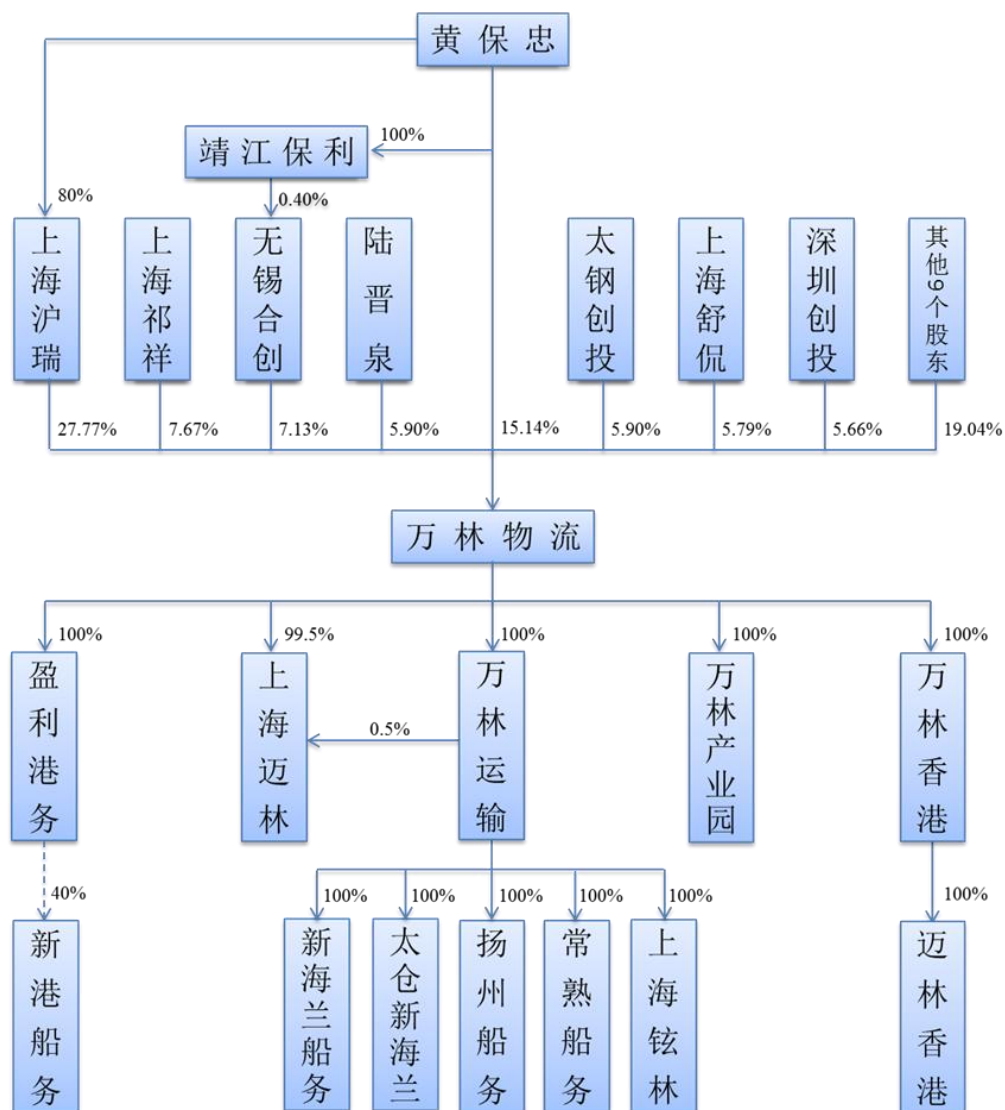 黄保忠
100%
靖江保利
80%
0.40%
上海沪瑞
上海祁祥
无锡合创
陆晋泉
太钢创投
上海舒侃
深圳创投
其他9个股东
27.77%
7.67%
7.13%
5.90%
15.14%
5.90%
5.79%
5.66%
19.04%
万林物流
100%
99.5%
100%
100%
100%
盈利港务
上海迈林
万林运输
万林产业园
万林香港
0.5%
40%
100%
100%
100%
100%
100%
100%
新港船务
新海兰船务
太仓新海兰
扬州船务
常熟船务
上海铉林
迈林香港